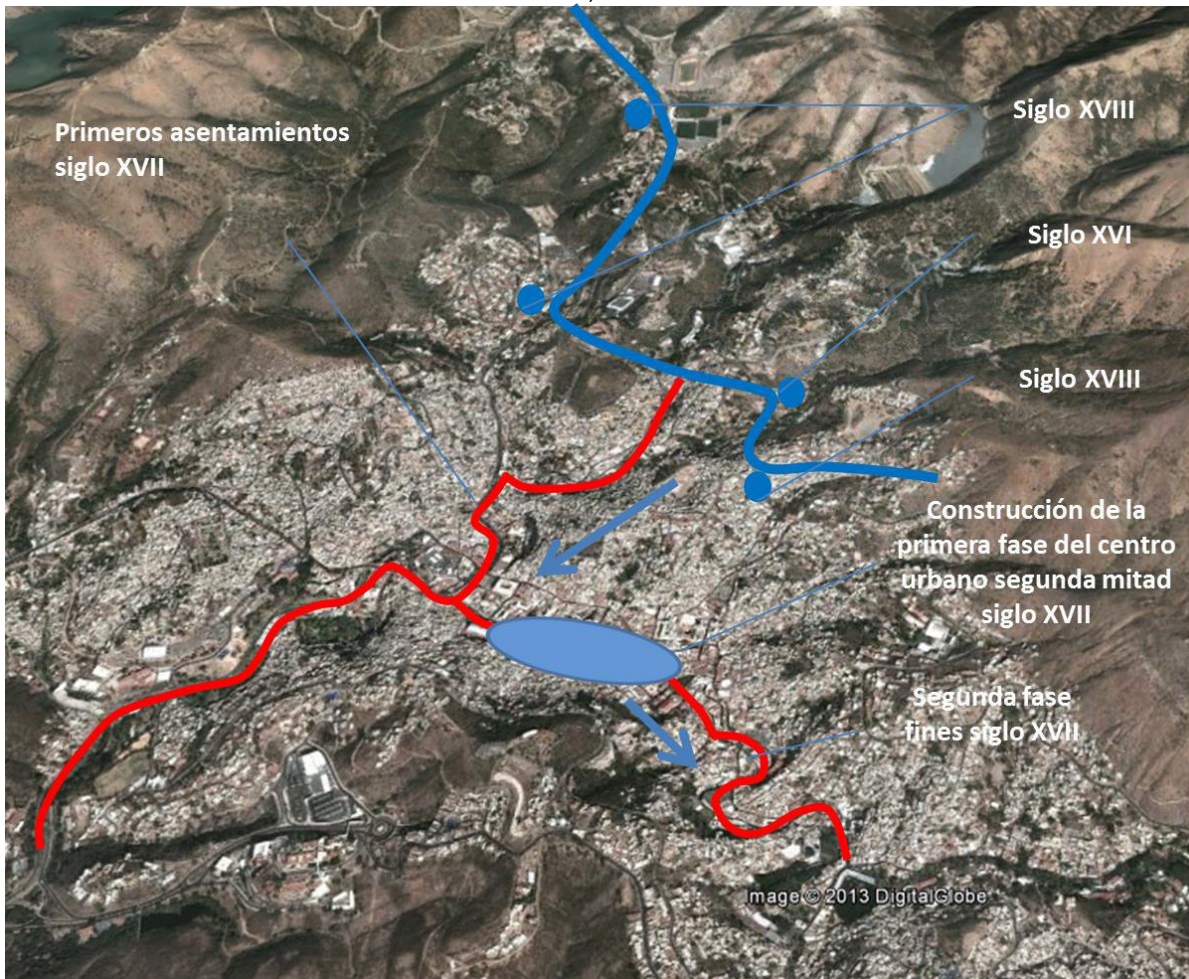 Primeros asentamientos
siglo XVII
Siglo XVIII
Siglo XVI
Siglo XVIII
Construcción de la
primera fase del centro
urbano segunda mitad
siglo XVII
Segunda fase
fines siglo XVII
mage © 2013 DigitalGlobe